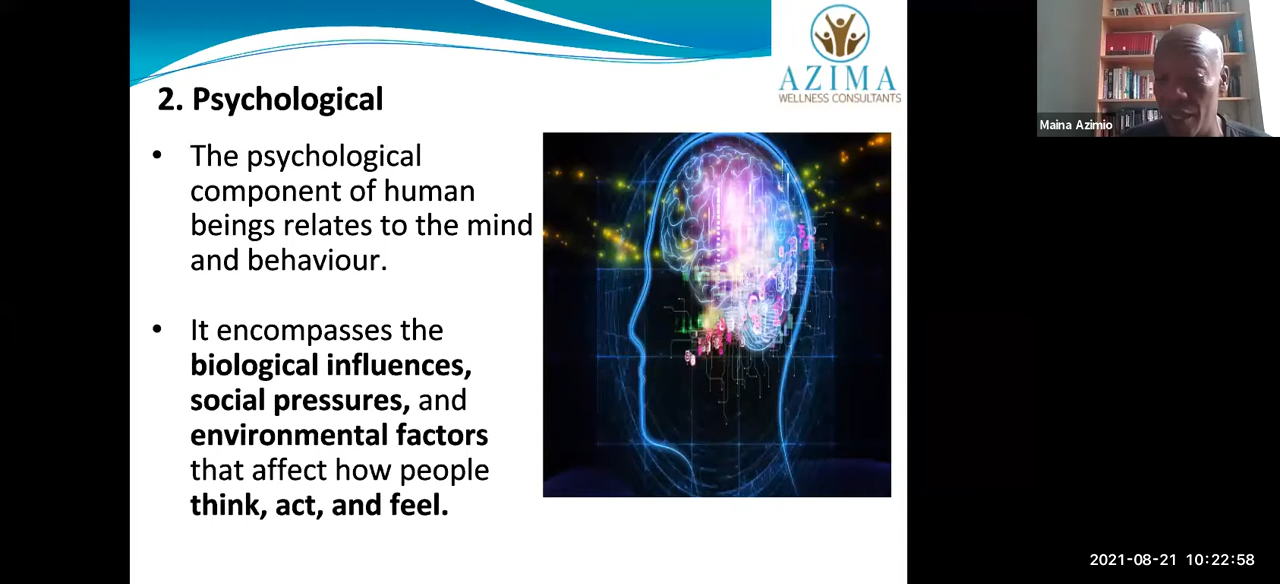 AZIMA
WELLNESS CONSULTANTS
2. Psychological
• The psychological
component of human
beings relates to the mind
and behaviour.
• It encompasses the
biological influences,
social pressures, and
environmental factors
that affect how people
think, act, and feel.
Maina Azimio
2021-08-21 10:22:58